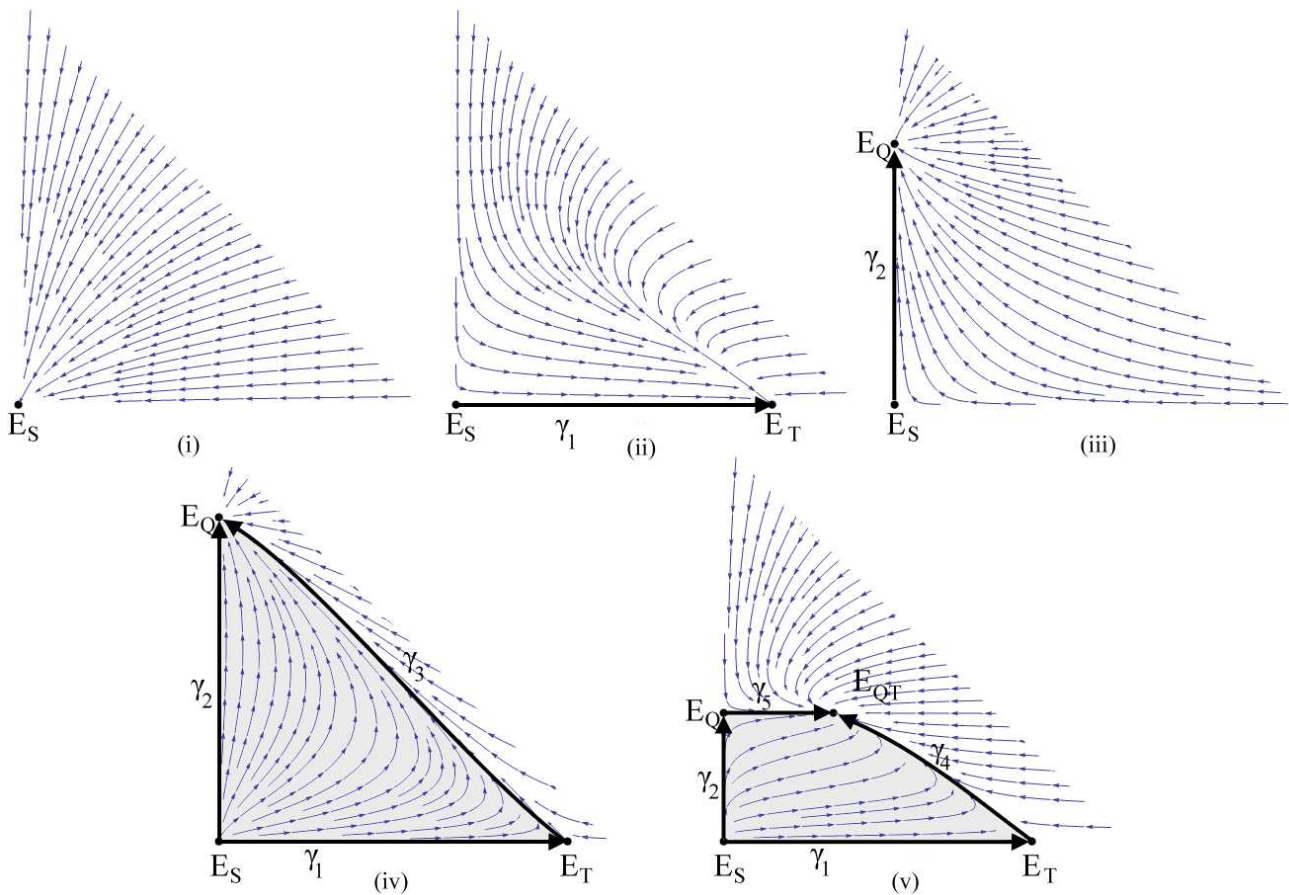 E_S
(i)
γ_1
E_S
E_T
(ii)
E_Q
γ_2
E_S
(iii)
E_Q
γ_3
γ_2
E_S
γ_1
E_T
(iv)
E_QT
γ_5
E_Q
γ_4
γ_2
E_S
γ_1
E_T
(v)